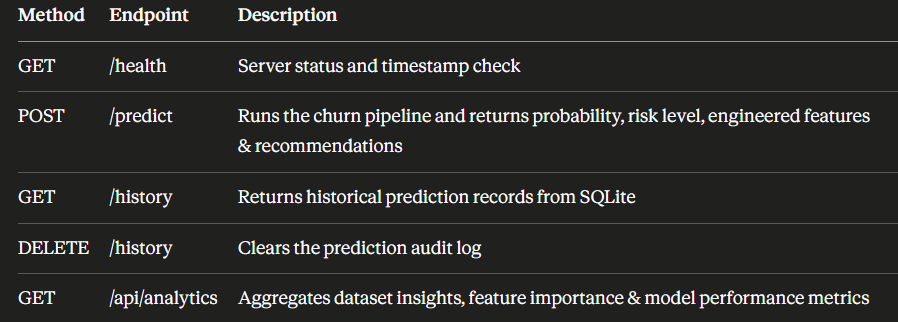 Method Endpoint Description
GET /health Server status and timestamp check
POST /predict Runs the churn pipeline and returns probability, risk level, engineered features
& recommendations
GET /history Returns historical prediction records from SQLite
DELETE /history Clears the prediction audit log
GET /api/analytics Aggregates dataset insights, feature importance & model performance metrics